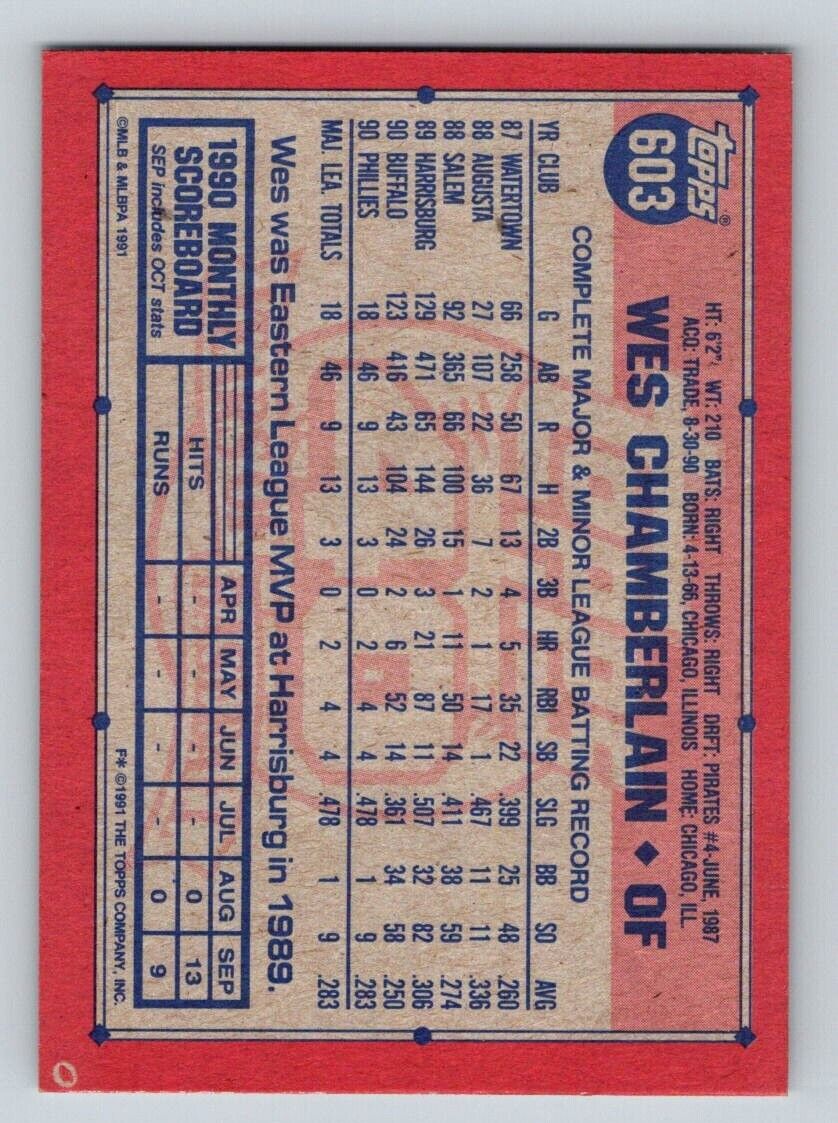 TOPPS®
603
WES CHAMBERLAIN ♦ OF
HT: 6'2" WT: 210 BATS: RIGHT THROWS: RIGHT DRFT: PIRATES #4-JUNE, 1987
ACQ: TRADE, 8-30-90 BORN: 4-13-66, CHICAGO, ILLINOIS HOME: CHICAGO, ILL.
COMPLETE MAJOR & MINOR LEAGUE BATTING RECORD
YR CLUB G AB R H 2B 3B HR RBI SB SLG BB SO AVG
87 WATERTOWN 66 258 50 67 13 4 5 35 22 .399 25 48 .260
88 AUGUSTA 27 107 22 36 7 2 1 17 1 .467 11 11 .336
88 SALEM 92 365 66 100 15 1 11 50 14 .411 38 59 .274
89 HARRISBURG 129 471 65 144 26 3 21 87 11 .507 32 82 .306
90 BUFFALO 123 416 43 104 24 2 6 52 14 .361 34 58 .250
90 PHILLIES 18 46 9 13 3 0 2 4 4 .478 1 9 .283
MAJ. LEA. TOTALS 18 46 9 13 3 0 2 4 4 .478 1 9 .283
Wes was Eastern League MVP at Harrisburg in 1989.
1990 MONTHLY
SCOREBOARD
SEP includes OCT stats
APR MAY JUN JUL AUG SEP
HITS - - - - 0 13
RUNS - - - - 0 9
©MLB & MLBPA 1991
F* ©1991 THE TOPPS COMPANY, INC.